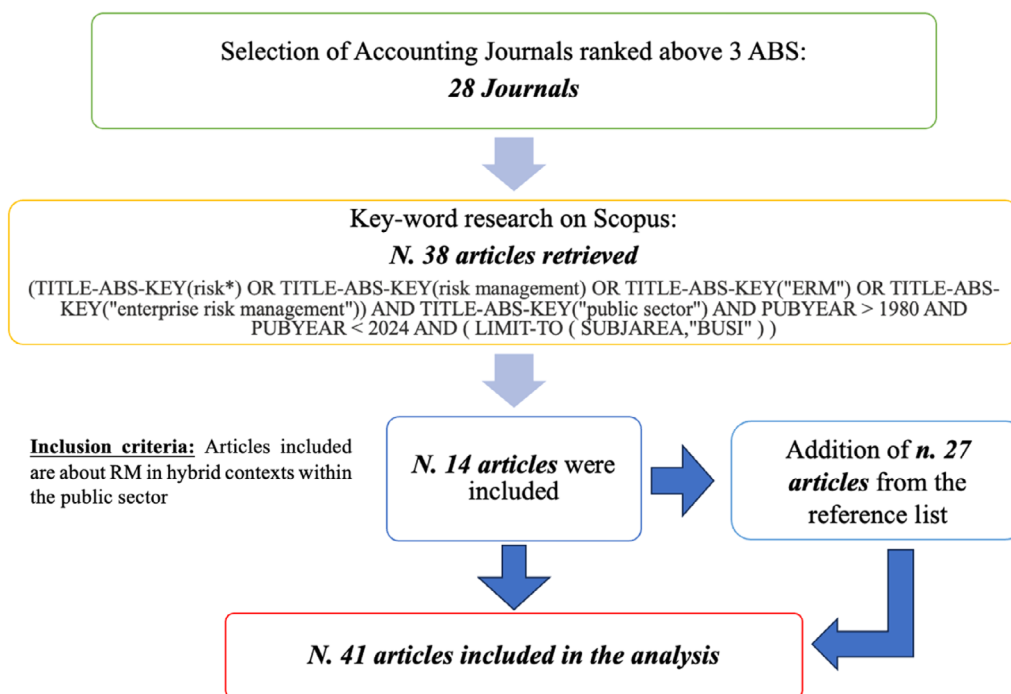 Selection of Accounting Journals ranked above 3 ABS:
28 Journals
Key-word research on Scopus:
N. 38 articles retrieved
(TITLE-ABS-KEY(risk*) OR TITLE-ABS-KEY(risk management) OR TITLE-ABS-KEY("ERM") OR TITLE-ABS-
KEY("enterprise risk management")) AND TITLE-ABS-KEY("public sector") AND PUBYEAR > 1980 AND
PUBYEAR < 2024 AND ( LIMIT-TO ( SUBJAREA,"BUSI" ) )
Inclusion criteria: Articles included
are about RM in hybrid contexts within
the public sector
N. 14 articles were
included
Addition of n. 27
articles from the
reference list
N. 41 articles included in the analysis